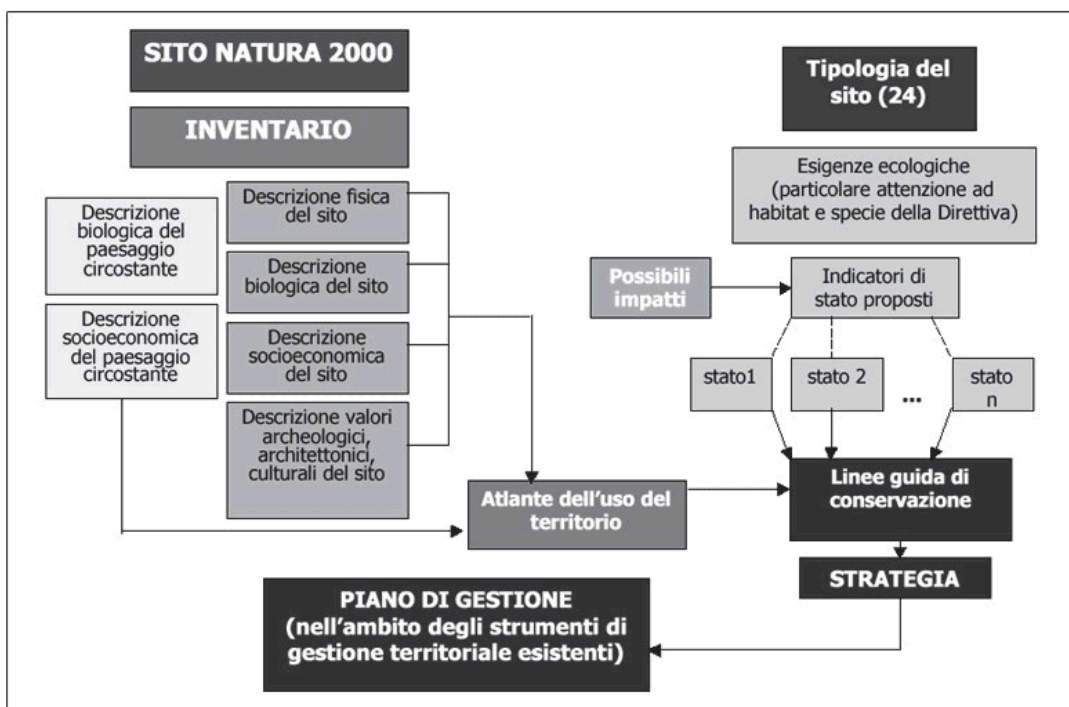 SITO NATURA 2000
INVENTARIO
Descrizione biologica del
paesaggio
circostante
Descrizione
socioeconomica
del paesaggio
circostante
Descrizione fisica
del sito
Descrizione
biologica del sito
Descrizione
socioeconomica
del sito
Descrizione valori
archeologici,
architettonici,
culturali del sito
Atlante dell'uso del
territorio
Tipologia del
sito (24)
Esigenze ecologiche
(particolare attenzione ad
habitat e specie della Direttiva)
Possibili
impatti
Indicatori di
stato proposti
stato1
stato 2
...
stato
n
Linee guida di
conservazione
STRATEGIA
PIANO DI GESTIONE
(nell'ambito degli strumenti di
gestione territoriale esistenti)